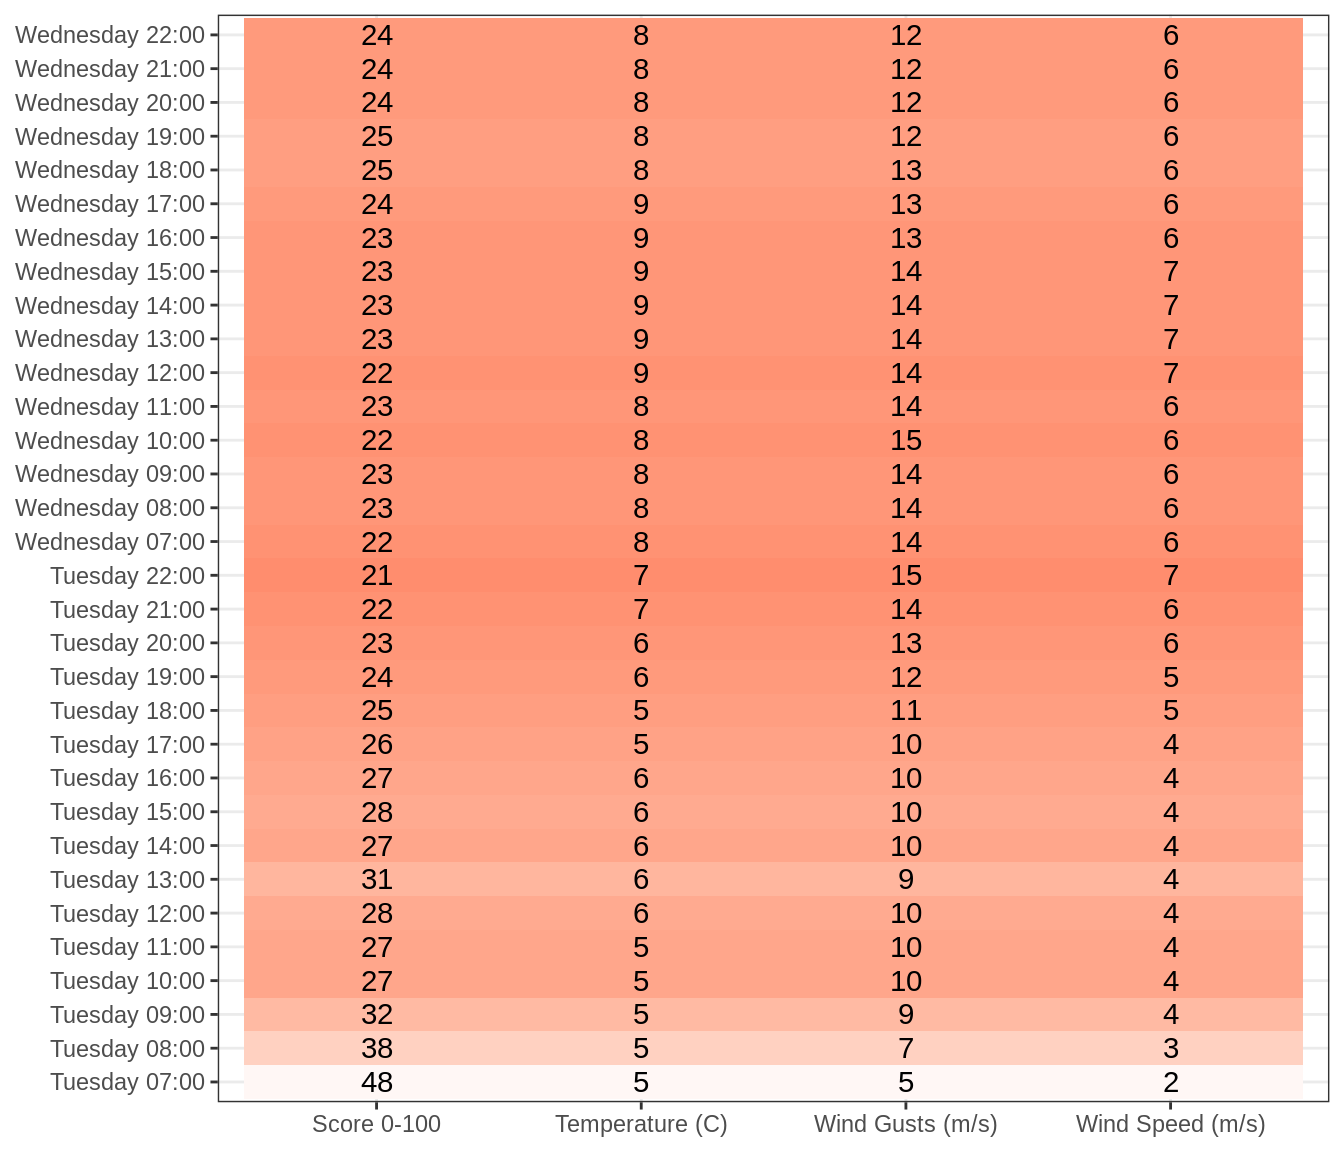 Wednesday 22:00 24 8 12 6
Wednesday 21:00 24 8 12 6
Wednesday 20:00 24 8 12 6
Wednesday 19:00 25 8 12 6
Wednesday 18:00 25 8 13 6
Wednesday 17:00 24 9 13 6
Wednesday 16:00 23 9 13 6
Wednesday 15:00 23 9 14 7
Wednesday 14:00 23 9 14 7
Wednesday 13:00 23 9 14 7
Wednesday 12:00 22 9 14 7
Wednesday 11:00 23 8 14 6
Wednesday 10:00 22 8 15 6
Wednesday 09:00 23 8 14 6
Wednesday 08:00 23 8 14 6
Wednesday 07:00 22 8 14 6
Tuesday 22:00 21 7 15 7
Tuesday 21:00 22 7 14 6
Tuesday 20:00 23 6 13 6
Tuesday 19:00 24 6 12 5
Tuesday 18:00 25 5 11 5
Tuesday 17:00 26 5 10 4
Tuesday 16:00 27 6 10 4
Tuesday 15:00 28 6 10 4
Tuesday 14:00 27 6 10 4
Tuesday 13:00 31 6 9 4
Tuesday 12:00 28 6 10 4
Tuesday 11:00 27 5 10 4
Tuesday 10:00 27 5 10 4
Tuesday 09:00 32 5 9 4
Tuesday 08:00 38 5 7 3
Tuesday 07:00 48 5 5 2
Score 0-100 Temperature (C) Wind Gusts (m/s) Wind Speed (m/s)